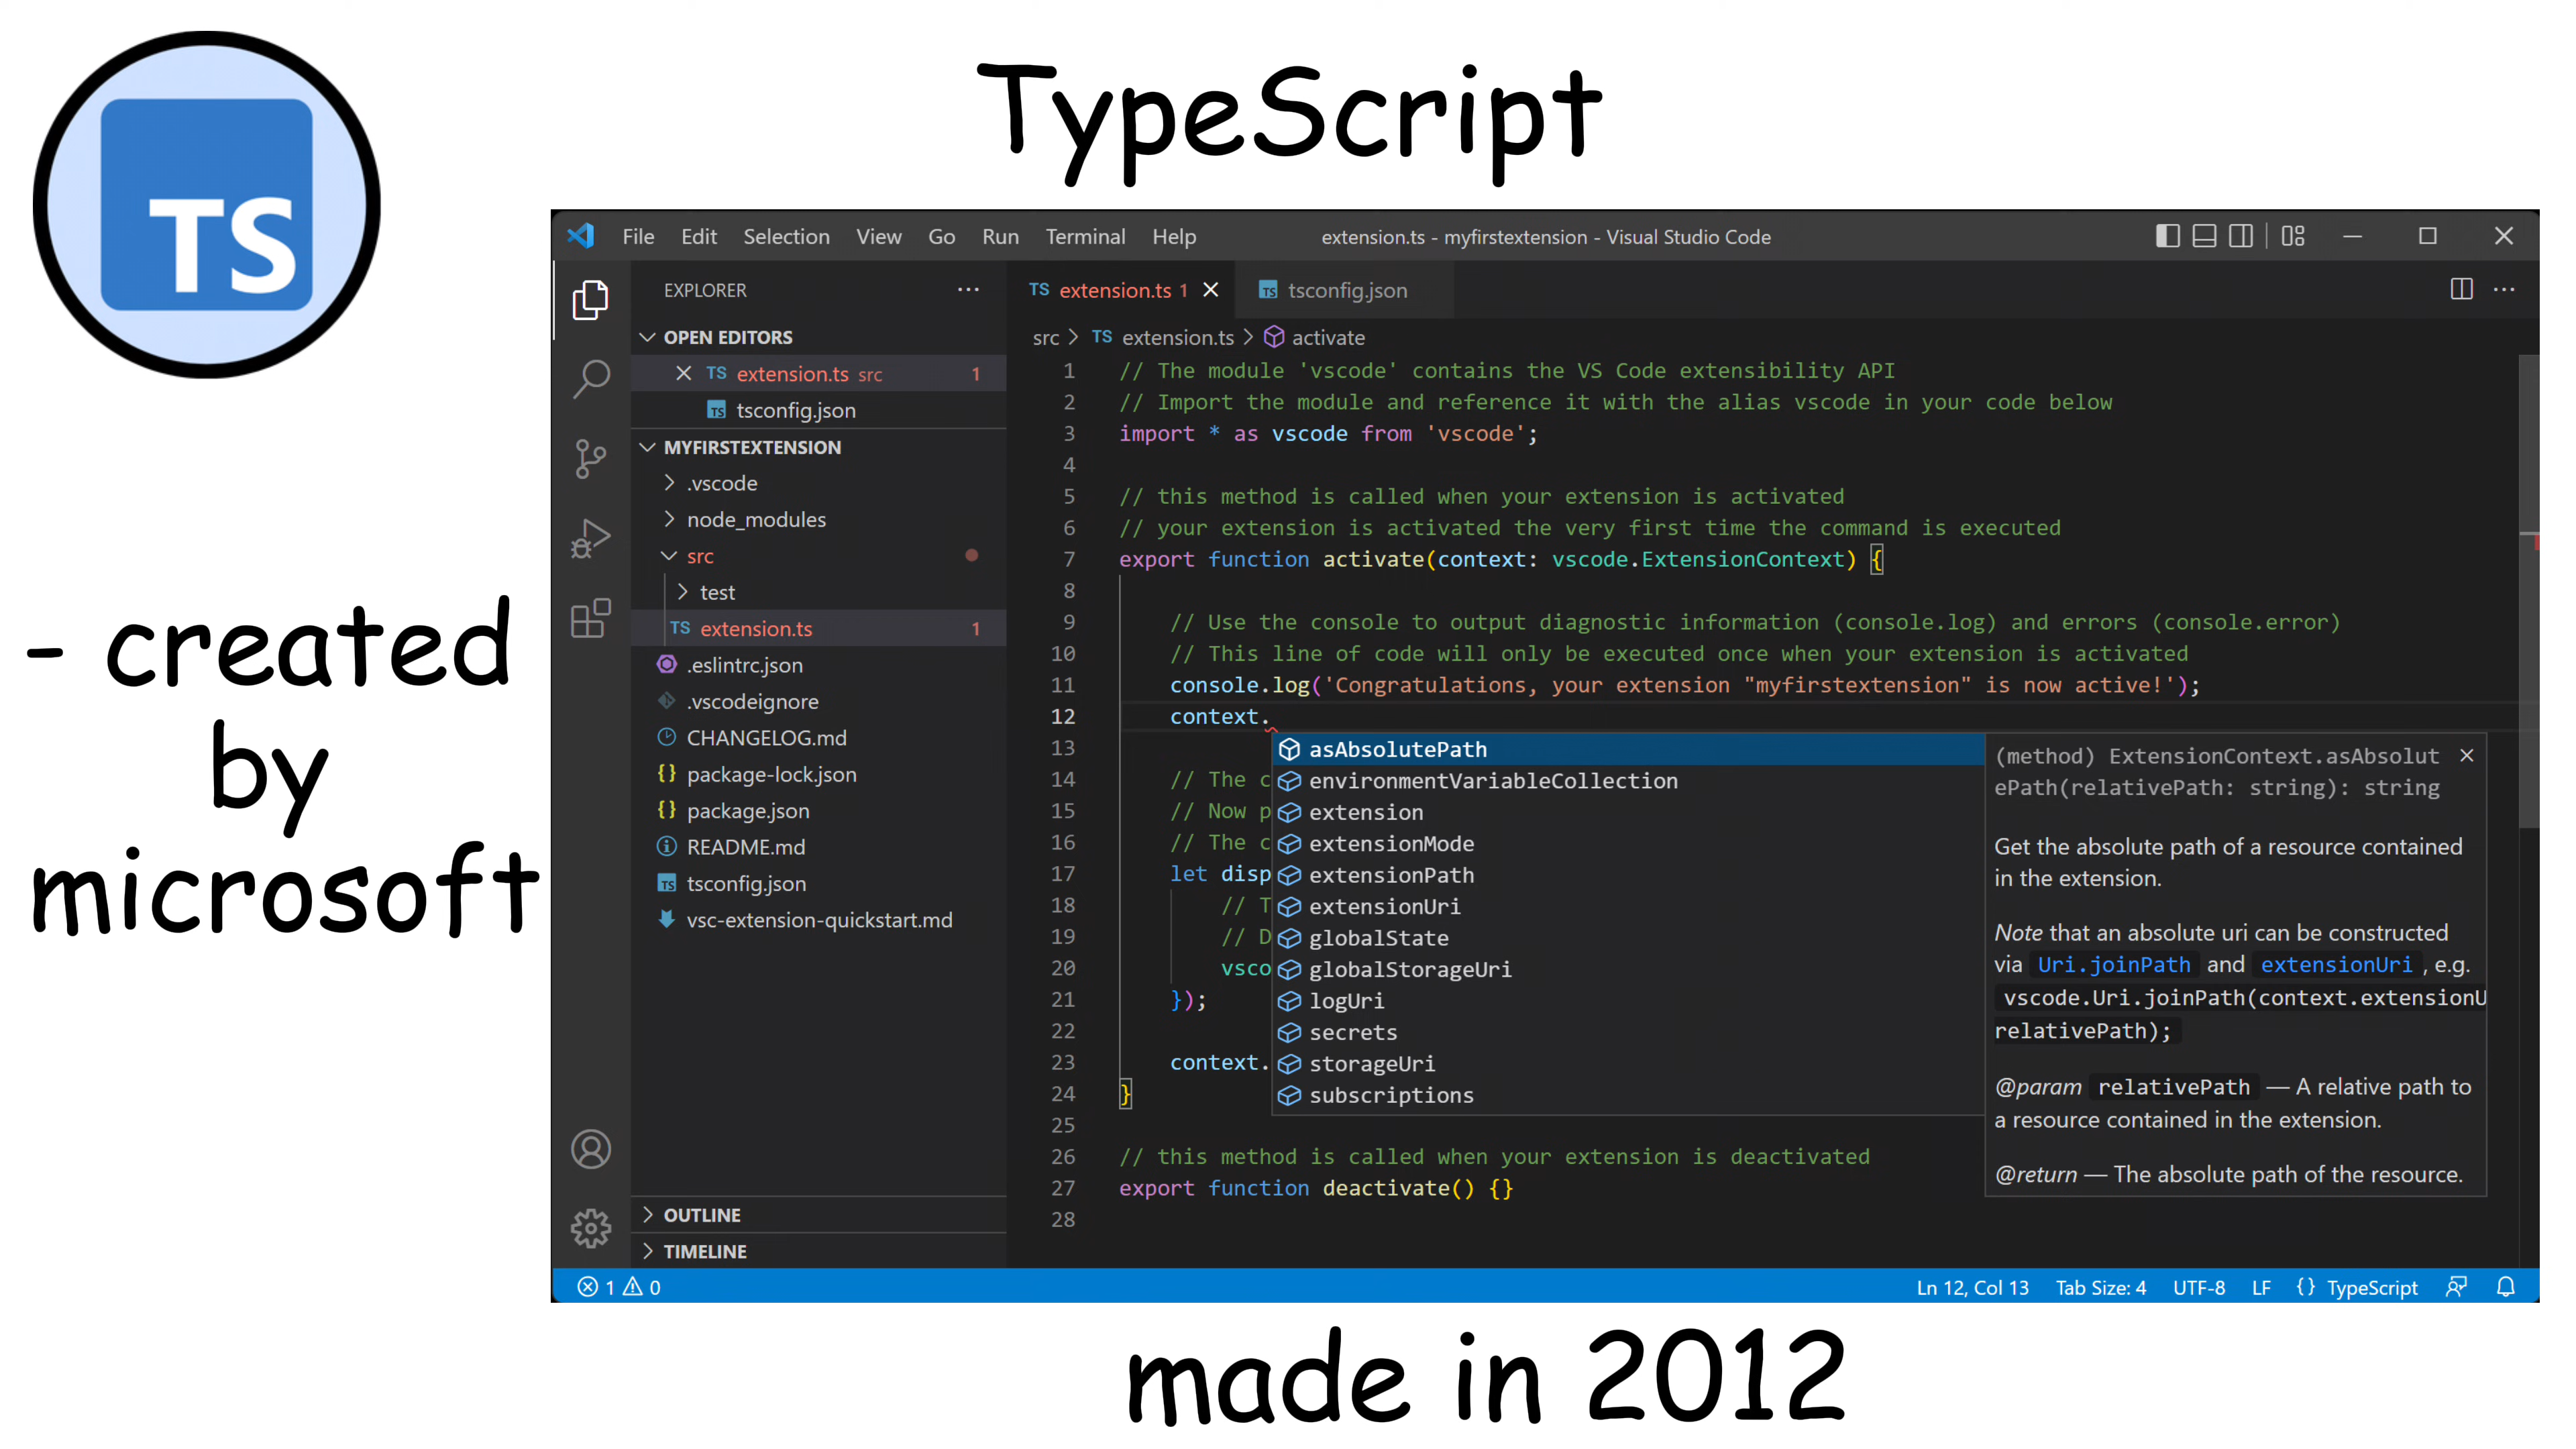 TypeScript
TS
- created
by
microsoft
File Edit Selection View Go Run Terminal Help
extension.ts - myfirstextension - Visual Studio Code
EXPLORER
OPEN EDITORS
TS extension.ts src 1
TS tsconfig.json
MYFIRSTEXTENSION
.vscode
node_modules
src
test
TS extension.ts 1
.eslintrc.json
.vscodeignore
CHANGELOG.md
{} package-lock.json
{} package.json
README.md
TS tsconfig.json
vsc-extension-quickstart.md
OUTLINE
TIMELINE
TS extension.ts 1
TS tsconfig.json
src > TS extension.ts > activate
1 // The module 'vscode' contains the VS Code extensibility API
2 // Import the module and reference it with the alias vscode in your code below
3 import * as vscode from 'vscode';
4
5 // this method is called when your extension is activated
6 // your extension is activated the very first time the command is executed
7 export function activate(context: vscode.ExtensionContext) {
8
9 // Use the console to output diagnostic information (console.log) and errors (console.error)
10 // This line of code will only be executed once when your extension is activated
11 console.log('Congratulations, your extension "myfirstextension" is now active!');
12 context.
13
14 // The c
15 // Now p
16 // The c
17 let disp
18 // T
19 // D
20 vsco
21 });
22
23 context.
24 }
25
26 // this method is called when your extension is deactivated
27 export function deactivate() {}
28
asAbsolutePath
environmentVariableCollection
extension
extensionMode
extensionPath
extensionUri
globalState
globalStorageUri
logUri
secrets
storageUri
subscriptions
(method) ExtensionContext.asAbsolut
ePath(relativePath: string): string
Get the absolute path of a resource contained
in the extension.
Note that an absolute uri can be constructed
via Uri.joinPath and extensionUri, e.g.
vscode.Uri.joinPath(context.extensionU
relativePath);
@param relativePath — A relative path to
a resource contained in the extension.
@return — The absolute path of the resource.
1 0
Ln 12, Col 13 Tab Size: 4 UTF-8 LF {} TypeScript
made in 2012